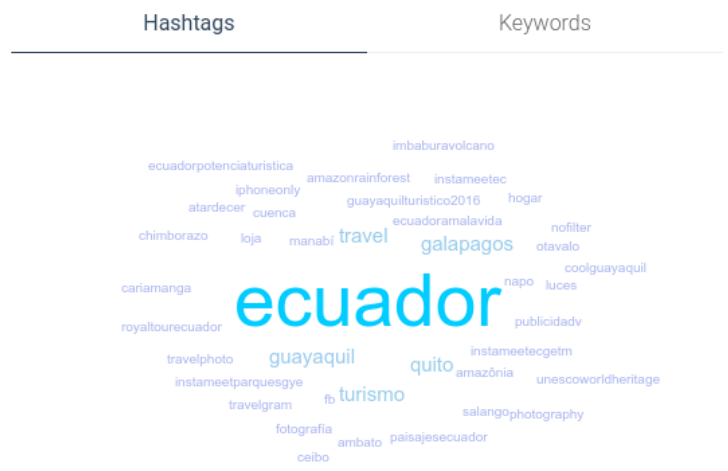 Hashtags Keywords
imbaburavolcano
ecuadorpotenciaturistica
amazonrainforest instameetec
iphoneonly
guayaquilturistico2016 hogar
atardecer cuenca
ecuadoramalavida
nofilter
chimborazo loja manabí travel
galapagos otavalo
coolguayaquil
napo luces
cariamanga
ecuador
publicidadv
royaltourecuador
instameetecgetm
travelphoto guayaquil
quito amazônia
unescoworldheritage
instameetparquesgye
fb turismo
travelgram
salango photography
fotografía
ambato paisajesecuador
ceibo